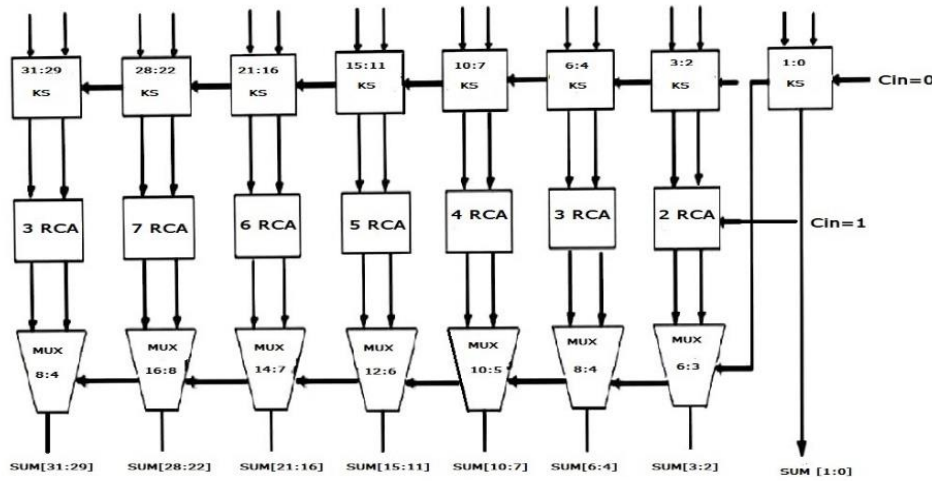 31:29
KS
28:22
KS
21:16
KS
15:11
KS
10:7
KS
6:4
KS
3:2
KS
1:0
KS
Cin=0
3 RCA
7 RCA
6 RCA
5 RCA
4 RCA
3 RCA
2 RCA
Cin=1
MUX
8:4
MUX
16:8
MUX
14:7
MUX
12:6
MUX
10:5
MUX
8:4
MUX
6:3
SUM[31:29]
SUM[28:22]
SUM[21:16]
SUM[15:11]
SUM[10:7]
SUM[6:4]
SUM[3:2]
SUM [1:0]